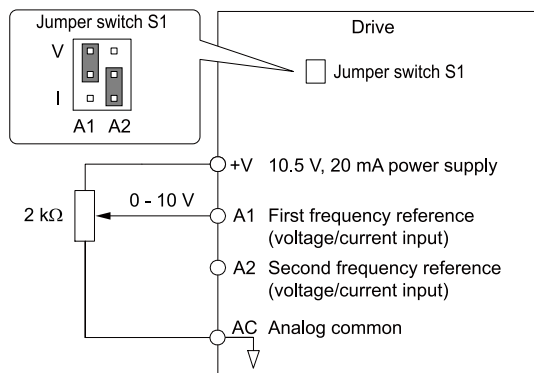 Jumper switch S1
V
I
A1 A2
Drive
Jumper switch S1
+V 10.5 V, 20 mA power supply
2 kΩ
0 - 10 V
A1 First frequency reference
(voltage/current input)
A2 Second frequency reference
(voltage/current input)
AC Analog common